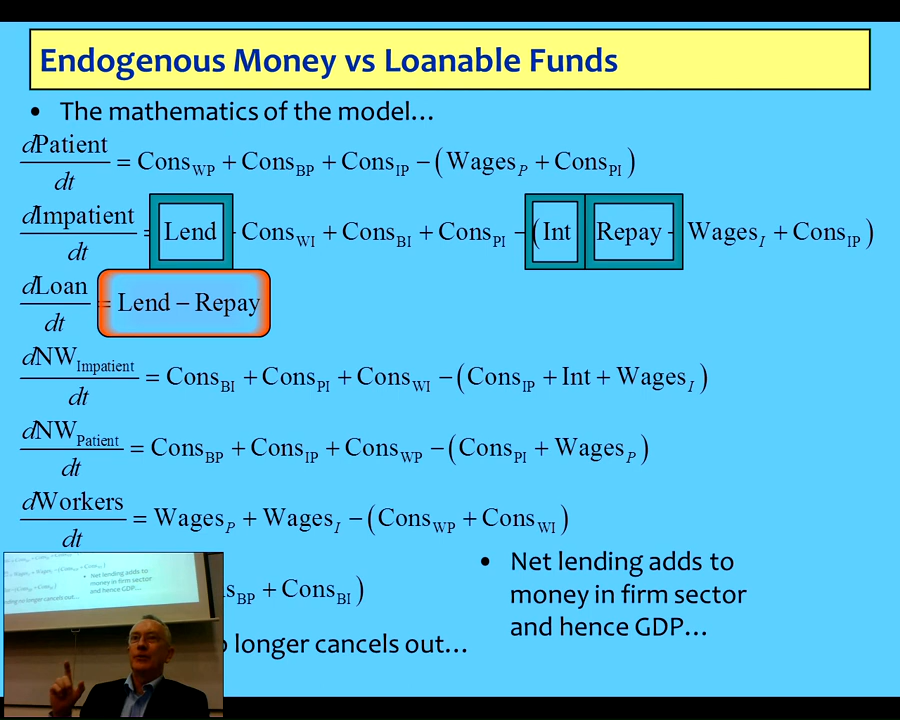 Endogenous Money vs Loanable Funds
• The mathematics of the model…
dPatient/dt = Cons_WP + Cons_BP + Cons_IP − (Wages_P + Cons_PI)
dImpatient/dt = Lend Cons_WI + Cons_BI + Cons_PI − (Int Repay Wages_I + Cons_IP)
dLoan/dt = Lend − Repay
dNW_Impatient/dt = Cons_BI + Cons_PI + Cons_WI − (Cons_IP + Int + Wages_I)
dNW_Patient/dt = Cons_BP + Cons_IP + Cons_WP − (Cons_PI + Wages_P)
dWorkers/dt = Wages_P + Wages_I − (Cons_WP + Cons_WI)
_BP + Cons_BI)
longer cancels out…
• Net lending adds to
money in firm sector
and hence GDP…